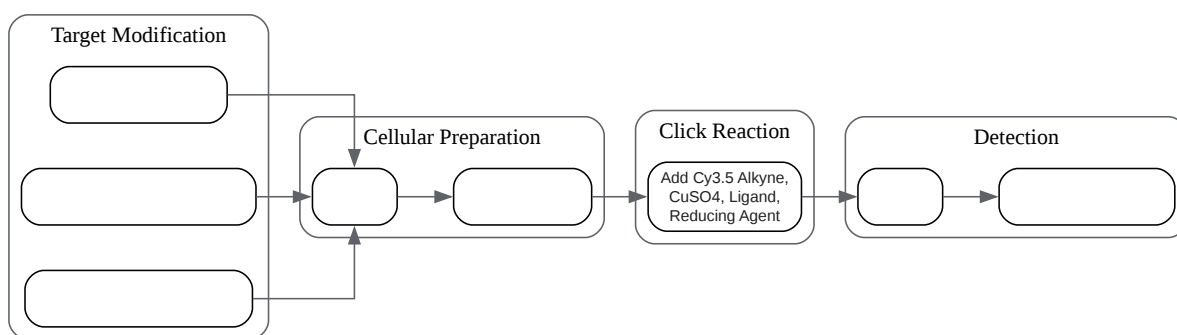 Target Modification
Cellular Preparation
Click Reaction
Detection
Add Cy3.5 Alkyne,
CuSO4, Ligand,
Reducing Agent